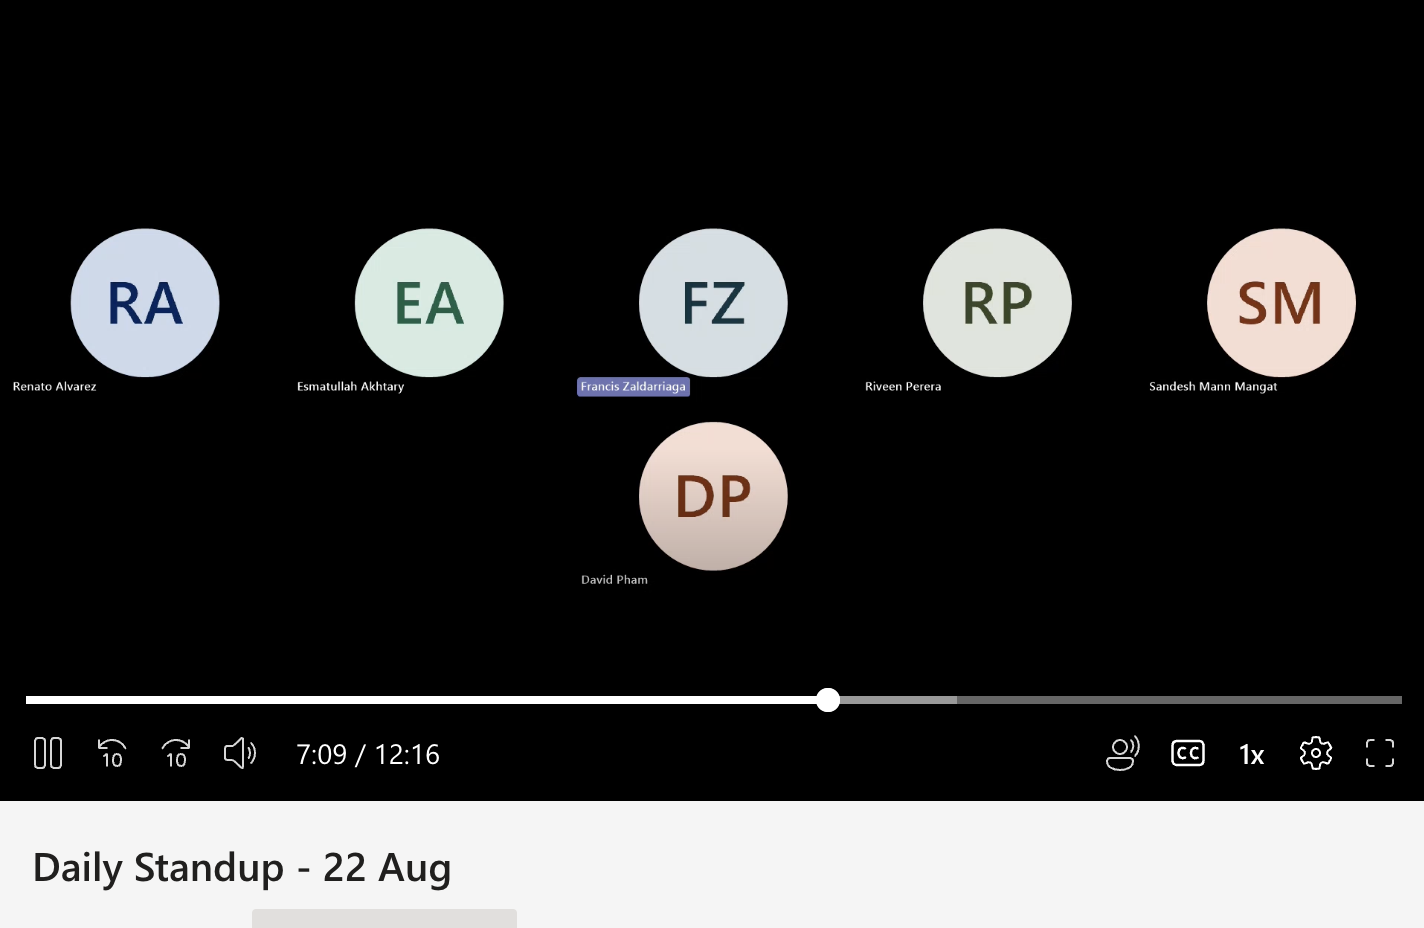 RA
EA
FZ
RP
SM
Renato Alvarez
Esmatullah Akhtary
Francis Zaldarriaga
Riveen Perera
Sandesh Mann Mangat
DP
David Pham
10
10
7:09 / 12:16
CC
1x
Daily Standup - 22 Aug